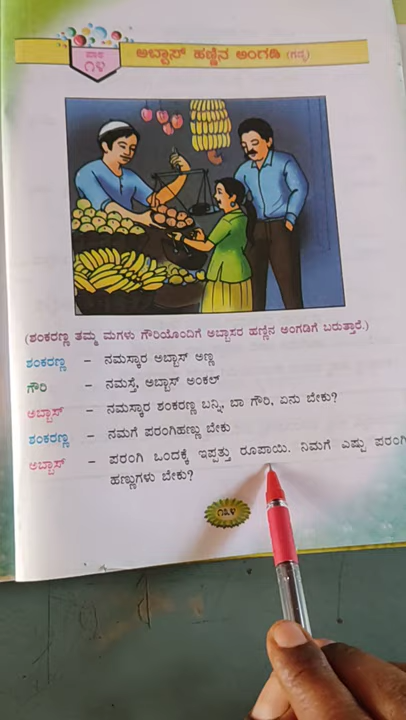 ಪಾಠ
೧೪
ಅಬ್ಬಾಸ್ ಹಣ್ಣಿನ ಅಂಗಡಿ (ಗದ್ಯ)
(ಶಂಕರಣ್ಣ ತಮ್ಮ ಮಗಳು ಗೌರಿಯೊಂದಿಗೆ ಅಬ್ಬಾಸರ ಹಣ್ಣಿನ ಅಂಗಡಿಗೆ ಬರುತ್ತಾರೆ.)
ಶಂಕರಣ್ಣ – ನಮಸ್ಕಾರ ಅಬ್ಬಾಸ್ ಅಣ್ಣ
ಗೌರಿ – ನಮಸ್ತೆ, ಅಬ್ಬಾಸ್ ಅಂಕಲ್
ಅಬ್ಬಾಸ್ – ನಮಸ್ಕಾರ ಶಂಕರಣ್ಣ ಬನ್ನಿ, ಬಾ ಗೌರಿ, ಏನು ಬೇಕು?
ಶಂಕರಣ್ಣ – ನಮಗೆ ಪರಂಗಿಹಣ್ಣು ಬೇಕು
ಅಬ್ಬಾಸ್ – ಪರಂಗಿ ಒಂದಕ್ಕೆ ಇಪ್ಪತ್ತು ರೂಪಾಯಿ. ನಿಮಗೆ ಎಷ್ಟು ಪರಂಗಿ
ಹಣ್ಣುಗಳು ಬೇಕು?
೧೩೪